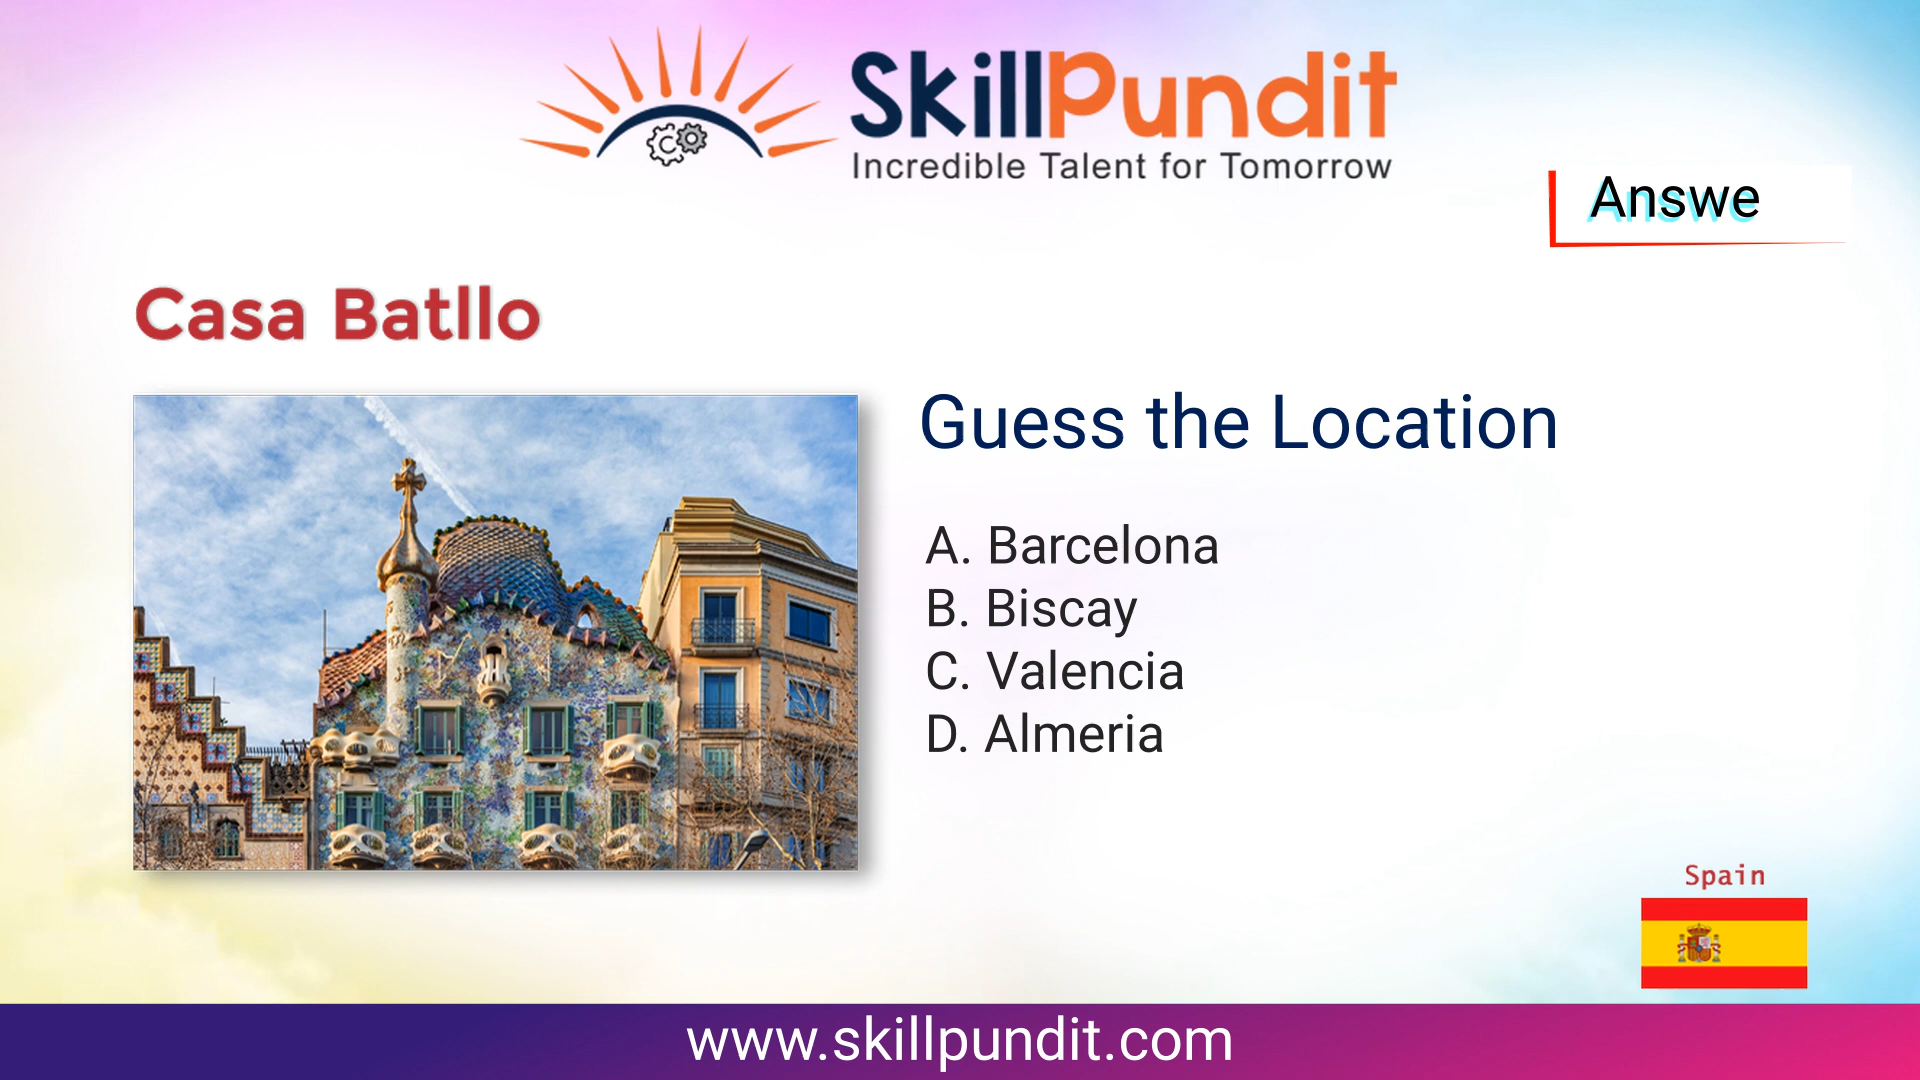 SkillPundit
Incredible Talent for Tomorrow
Answe
Casa Batllo
Guess the Location
A. Barcelona
B. Biscay
C. Valencia
D. Almeria
Spain
www.skillpundit.com